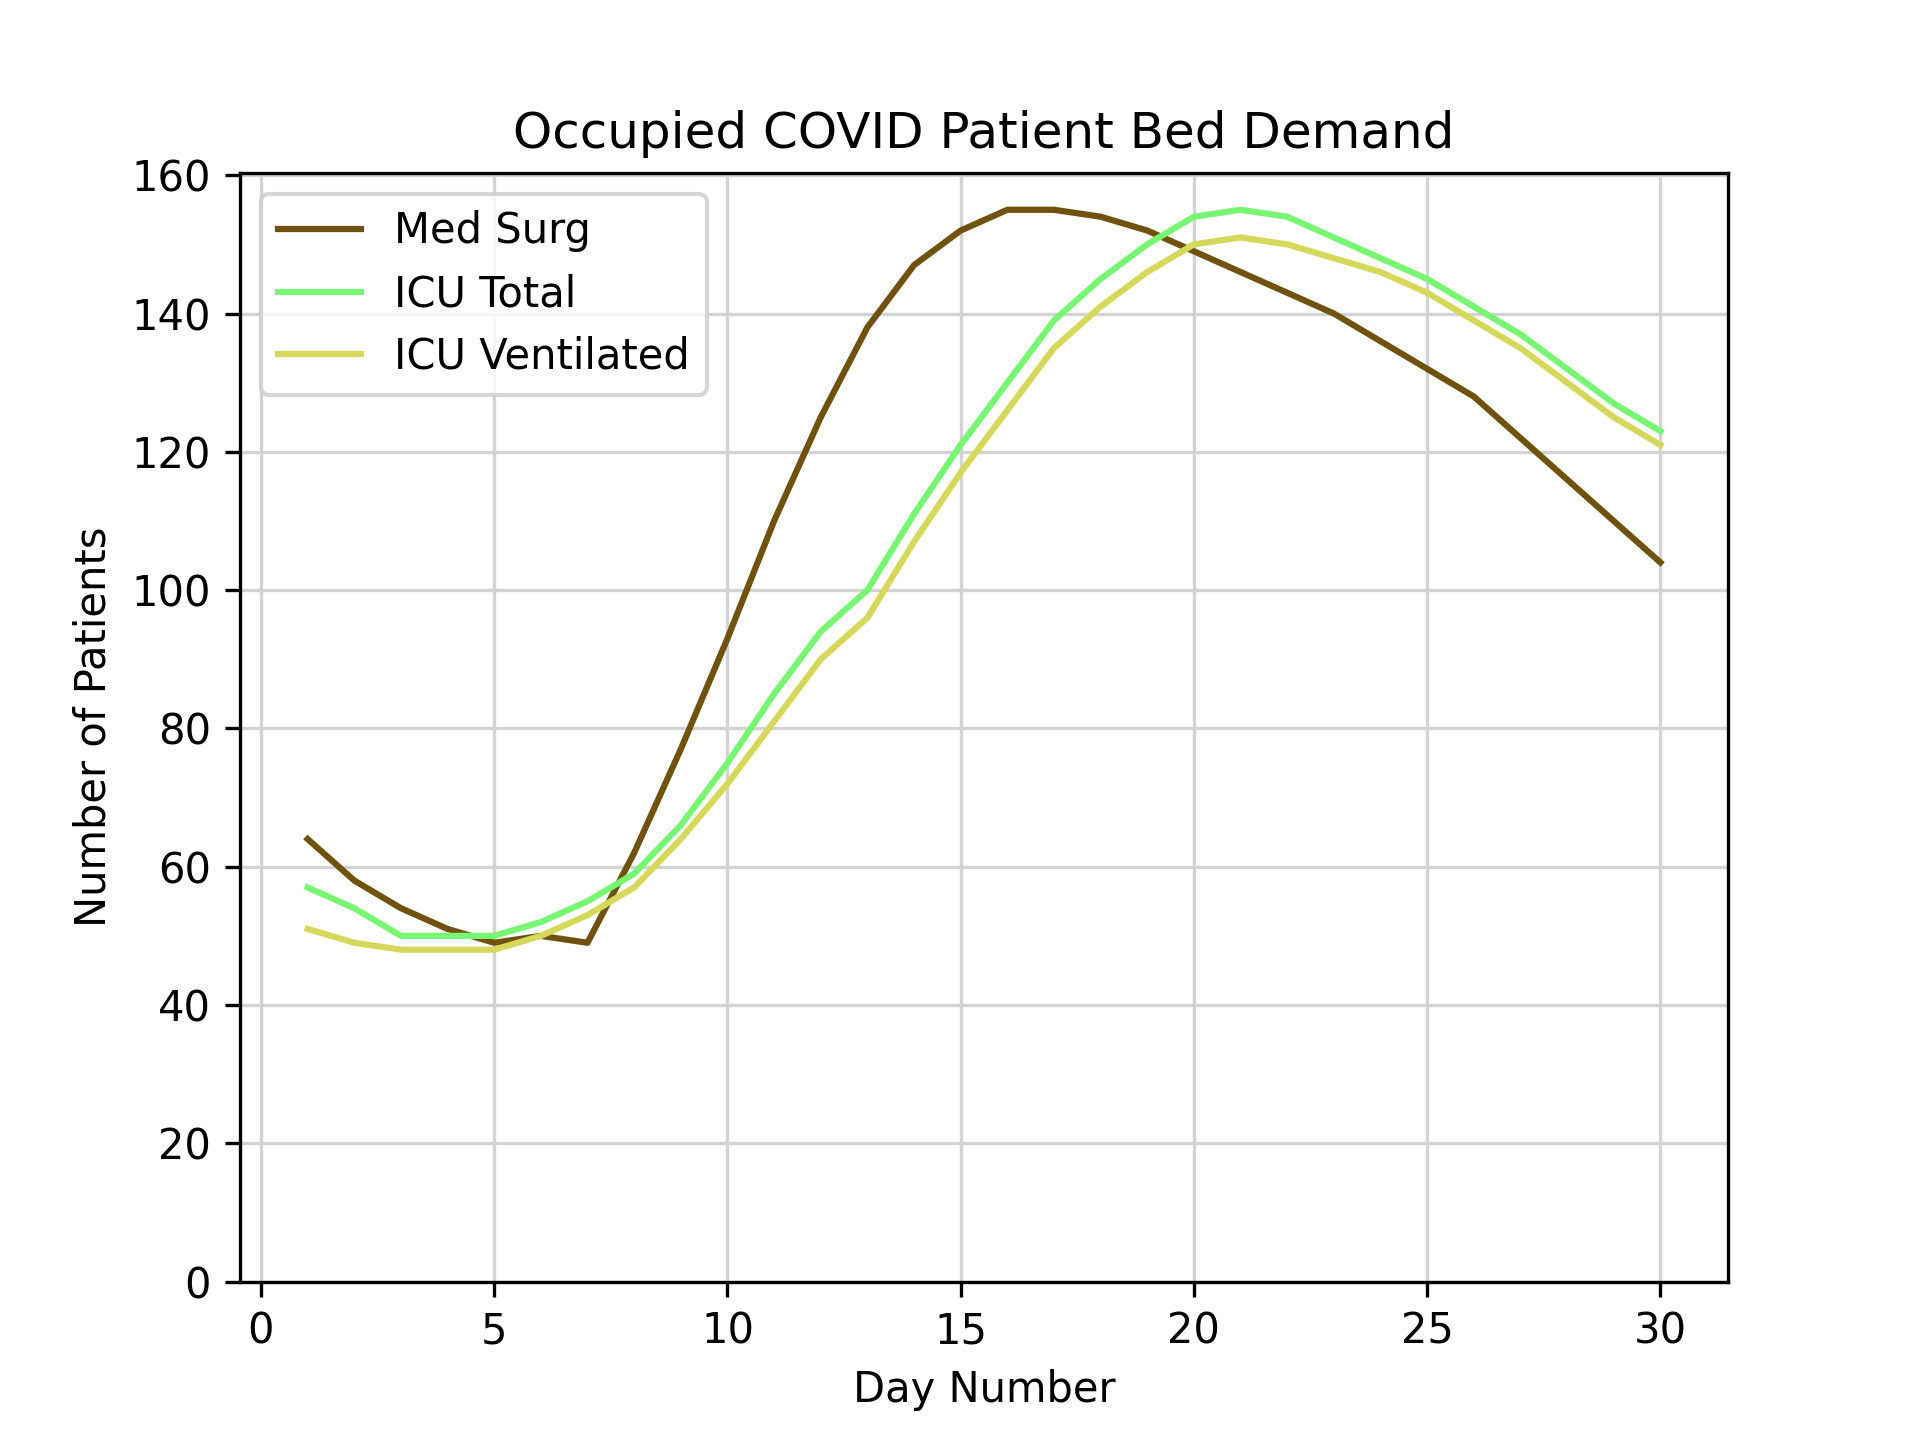 Occupied COVID Patient Bed Demand
Med Surg
ICU Total
ICU Ventilated
160
140
120
100
80
60
40
20
0
Number of Patients
0 5 10 15 20 25 30
Day Number